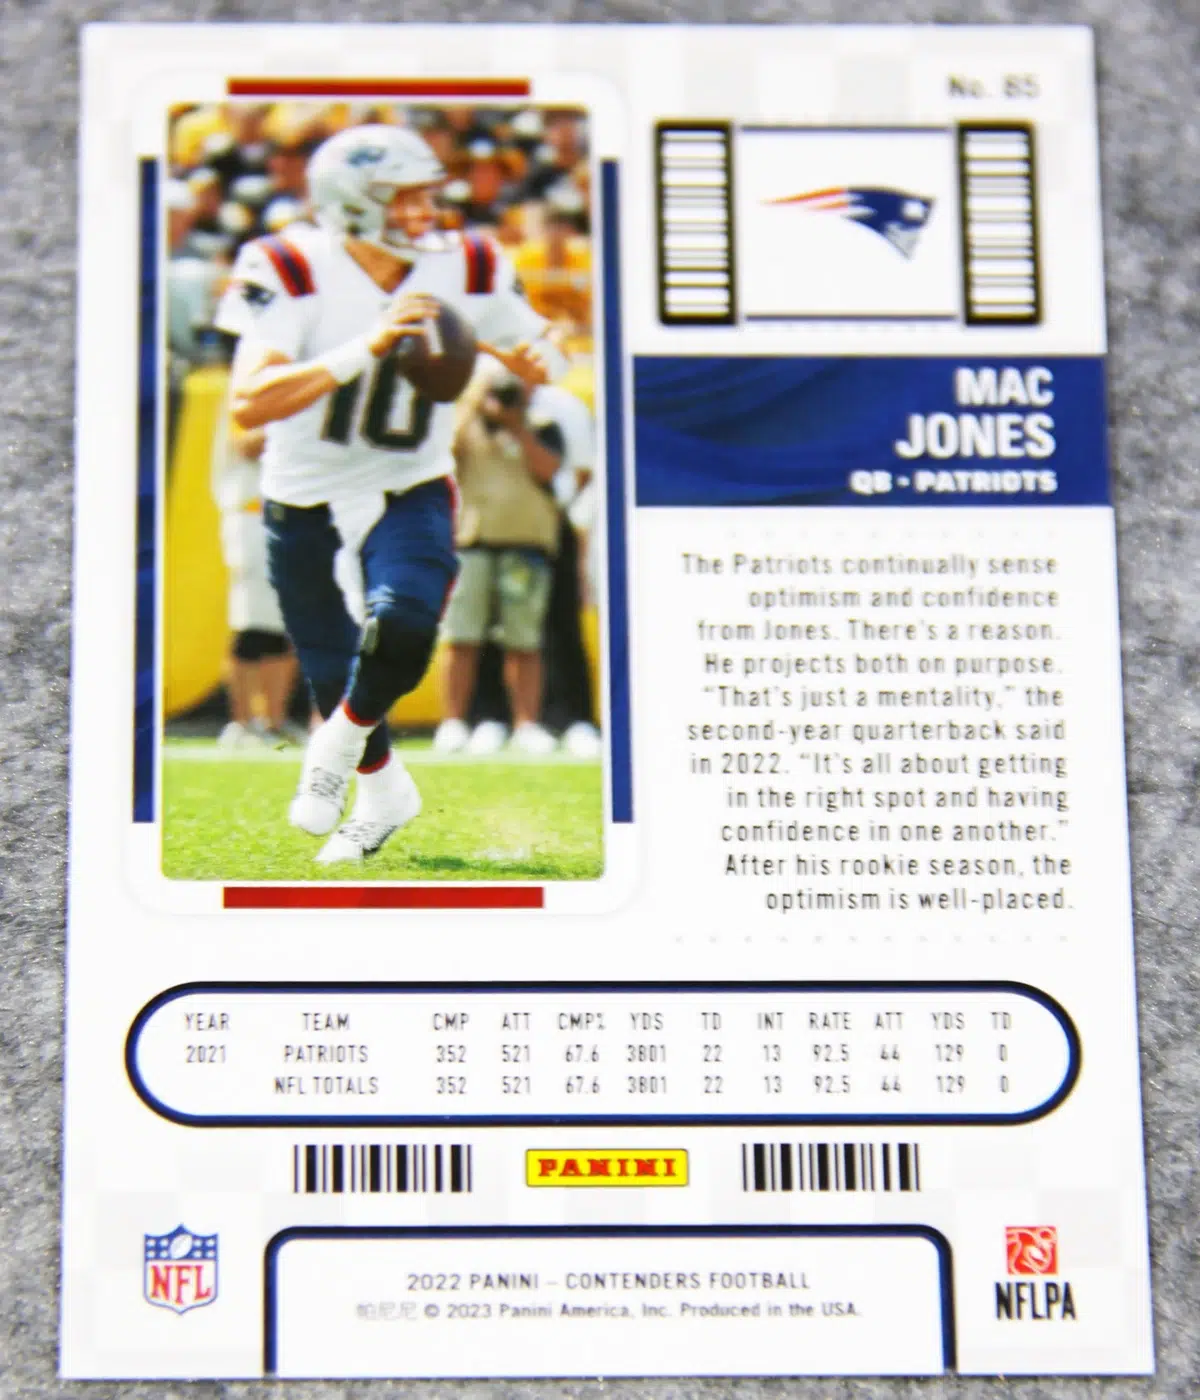 No. 85
10
MAC
JONES
QB • PATRIOTS
The Patriots continually sense
optimism and confidence
from Jones. There's a reason.
He projects both on purpose.
"That's just a mentality," the
second-year quarterback said
in 2022. "It's all about getting
in the right spot and having
confidence in one another."
After his rookie season, the
optimism is well-placed.
YEAR TEAM CMP ATT CMP% YDS TD INT RATE ATT YDS TD
2021 PATRIOTS 352 521 67.6 3801 22 13 92.5 44 129 0
NFL TOTALS 352 521 67.6 3801 22 13 92.5 44 129 0
PANINI
NFL
2022 PANINI – CONTENDERS FOOTBALL
帕尼尼 © 2023 Panini America, Inc. Produced in the USA.
NFLPA